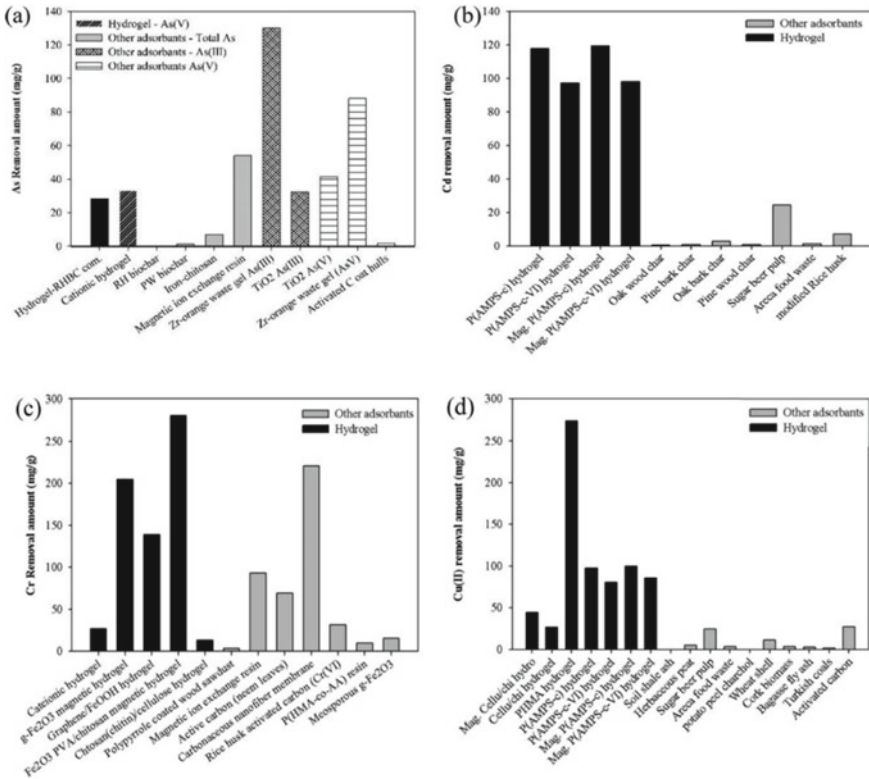 (a)
Hydrogel - As(V)
Other adsorbants - Total As
Other adsorbants - As(III)
Other adsorbants As(V)
As Removal amount (mg/g)
140
120
100
80
60
40
20
0
Hydrogel-RHBC com.
Cationic hydrogel
RH biochar
PW biochar
Iron-chitosan
Magnetic ion exchange resin
Zr-orange waste gel As(III)
TiO2 As(III)
TiO2 As(V)
Zr-orange waste gel (AsV)
Activated C oat hulls
(b)
Other adsorbants
Hydrogel
Cd removal amount (mg/g)
140
120
100
80
60
40
20
0
P(AMPS-c) hydrogel
P(AMPS-c-VI) hydrogel
Mag. P(AMPS-c) hydrogel
Mag. P(AMPS-c-VI) hydrogel
Oak wood char
Pine bark char
Oak bark char
Pine wood char
Sugar beer pulp
Areca food waste
modified Rice husk
(c)
Other adsorbants
Hydrogel
Cr Removal amount (mg/g)
300
250
200
150
100
50
0
Catrionic hydrogel
g-Fe2O3 magnetic hydrogel
Graphene/FeOOH hydrogel
Fe2O3 PVA/chitosan magnetic hydrogel
Chtosan(chitin)/cellulose hydrogel
Polypyrrole coated wood sawdust
Magnetic ion exchange resin
Active carbon (neem leaves)
Carbonaceous nanofiber membrane
Rice husk activated carbon (Cr(VI)
P(HMA-co-AA) resin
Meosporous g-Fe2O3
(d)
Other adsorbants
Hydrogel
Cu(II) removal amount (mg/g)
300
250
200
150
100
50
0
Mag. Cellu/chi hydro
Cellu/chi hydrogel
hydrogel
P(AMPS-c) hydrogel
P(AMPS-c-VI) hydrogel
Mag. P(AMPS-c) hydrogel
Mag. P(AMPS-c-VI) hydrogel
Soil shale ash
Herbaceous peat
Sugar beer pulp
Areca food waste
potato peel charchol
Wheat shell
Cork biomass
Bagasse fly ash
Turkish coals
Activated carbon